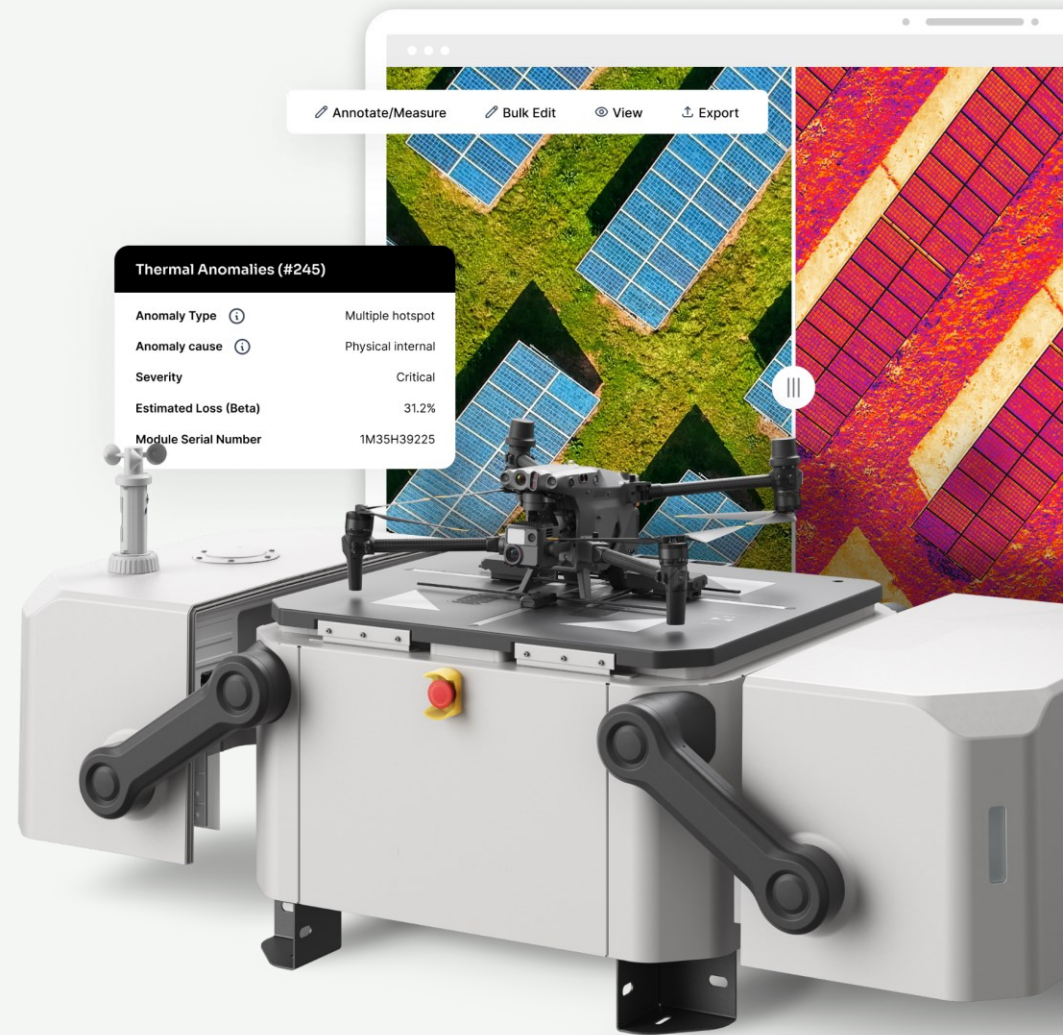 Annotate/Measure Bulk Edit View Export
Thermal Anomalies (#245)
Anomaly Type Multiple hotspot
Anomaly cause Physical internal
Severity Critical
Estimated Loss (Beta) 31.2%
Module Serial Number 1M35H39225